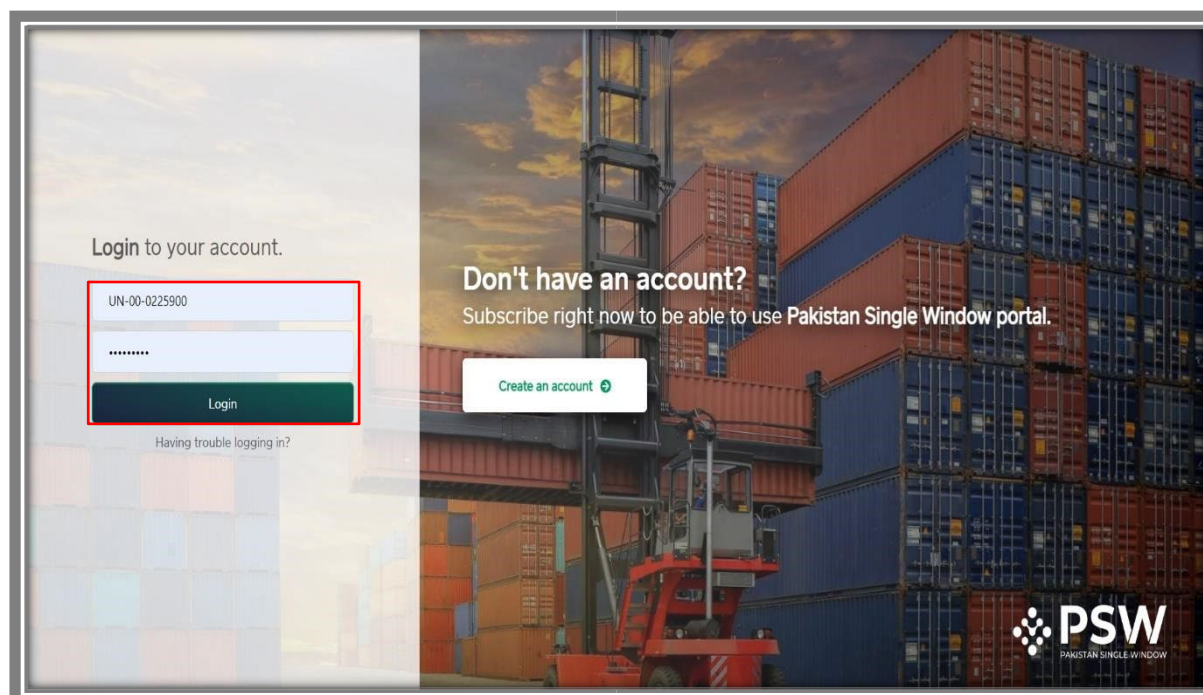 Login to your account.
UN-00-0225900
•••••••••
Login
Having trouble logging in?
Don't have an account?
Subscribe right now to be able to use Pakistan Single Window portal.
Create an account
PSW
PAKISTAN SINGLE WINDOW